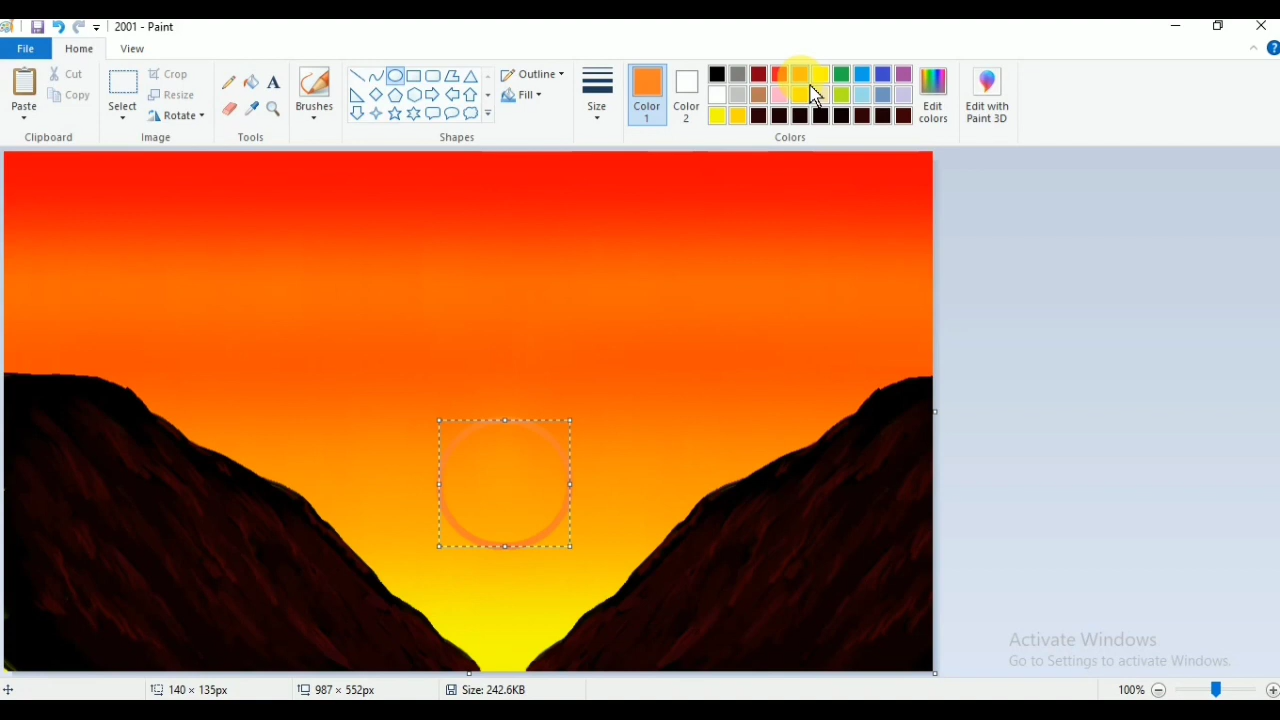 2001 - Paint
File Home View
Paste
Cut
Copy
Clipboard
Select
Crop
Resize
Rotate
Image
A
Tools
Brushes
Outline
Fill
Shapes
Size
Color 1
Color 2
Colors
Edit colors
Edit with Paint 3D
?
Activate Windows
Go to Settings to activate Windows.
140 × 135px 987 × 552px Size: 242.6KB 100%